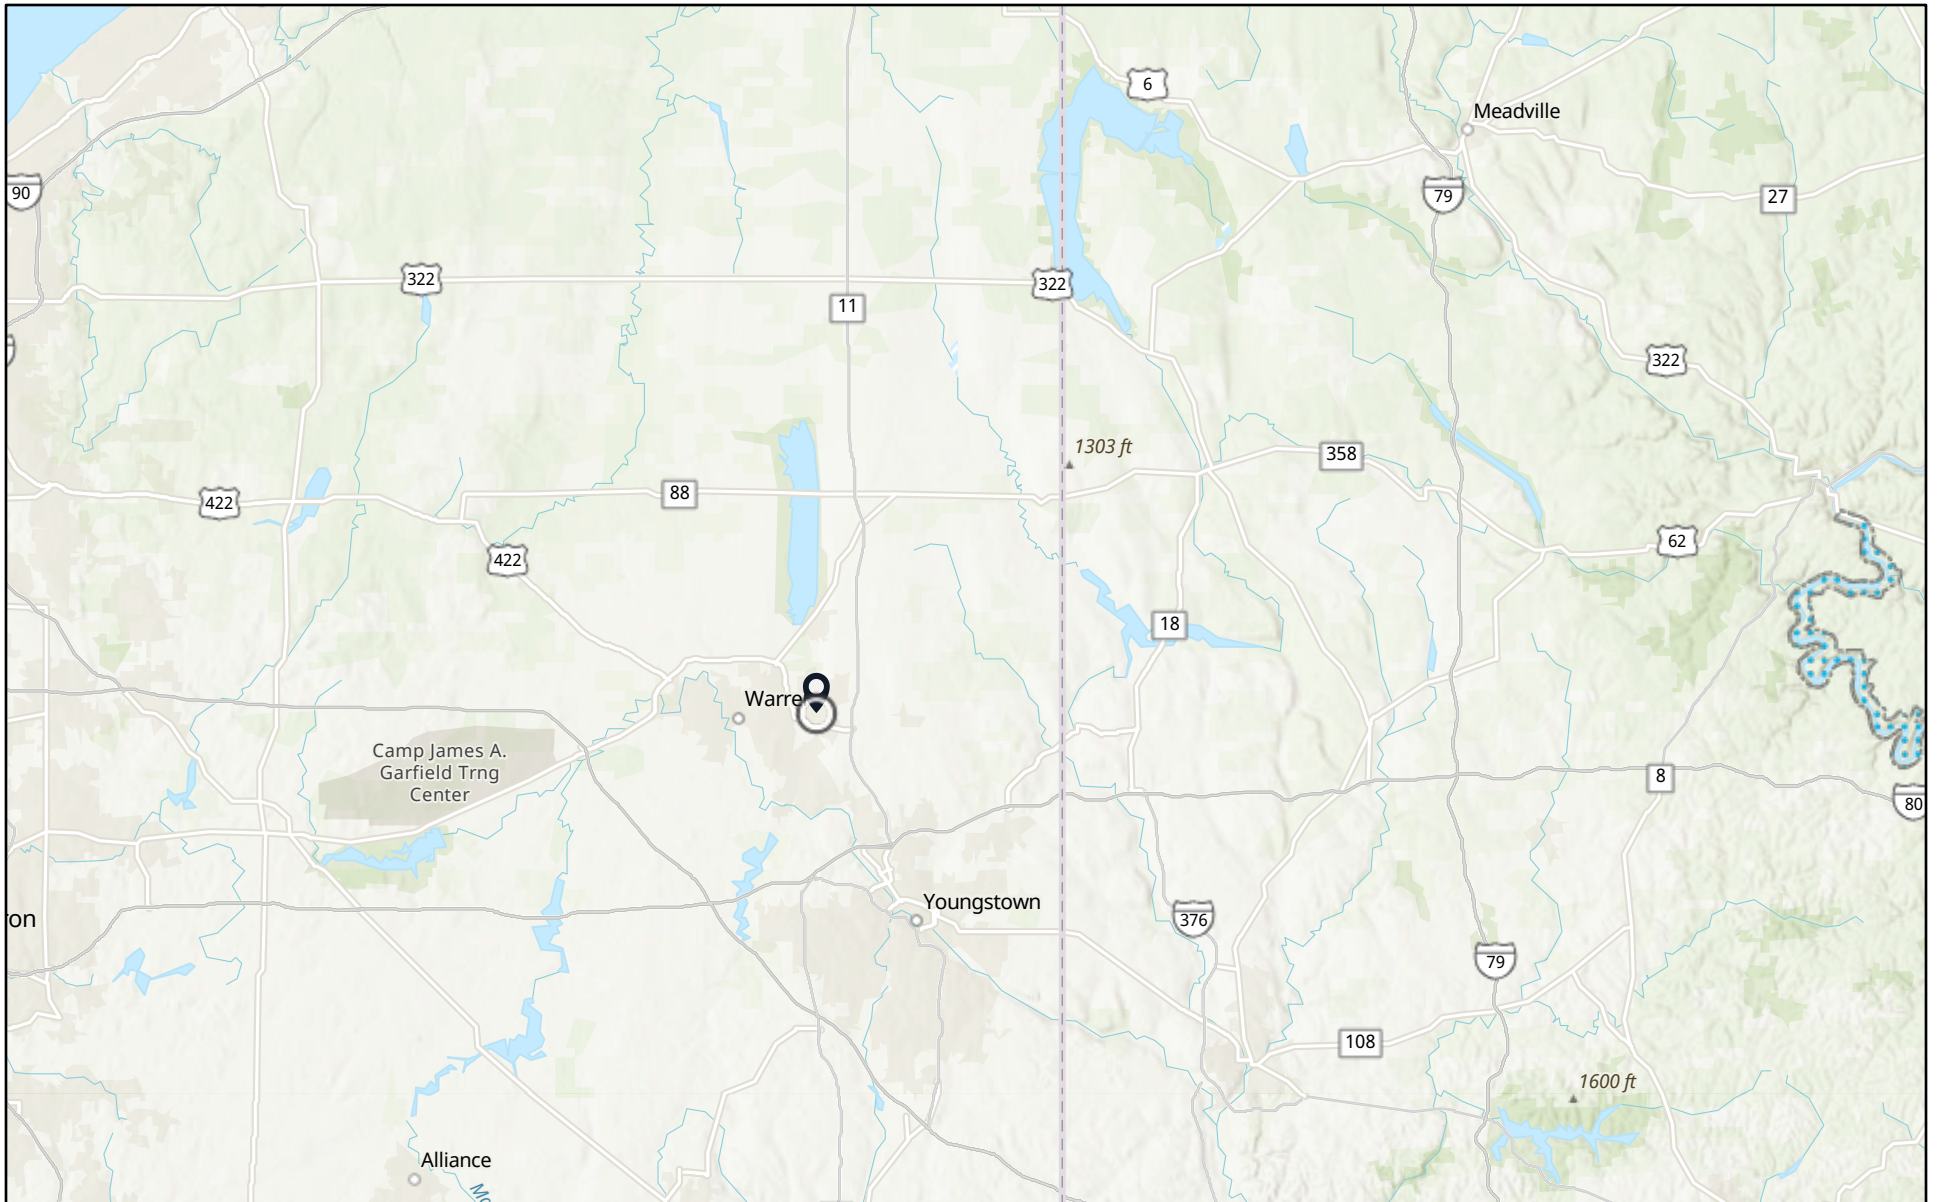 6
Meadville
90
79
27
322
322
11
322
1303 ft
358
88
422
62
422
18
Warre
Camp James A.
Garfield Trng
Center
8
80
Youngstown
ron
376
79
108
1600 ft
Alliance